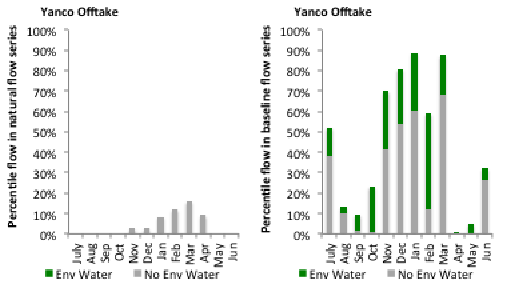 Yanco Offtake
Percentile flow in natural flow series
100%
90%
80%
70%
60%
50%
40%
30%
20%
10%
0%
July
Aug
Sep
Oct
Nov
Dec
Jan
Feb
Mar
Apr
May
Jun
Env Water
No Env Water
Yanco Offtake
Percentile flow in baseline flow series
100%
90%
80%
70%
60%
50%
40%
30%
20%
10%
0%
July
Aug
Sep
Oct
Nov
Dec
Jan
Feb
Mar
Apr
May
Jun
Env Water
No Env Water